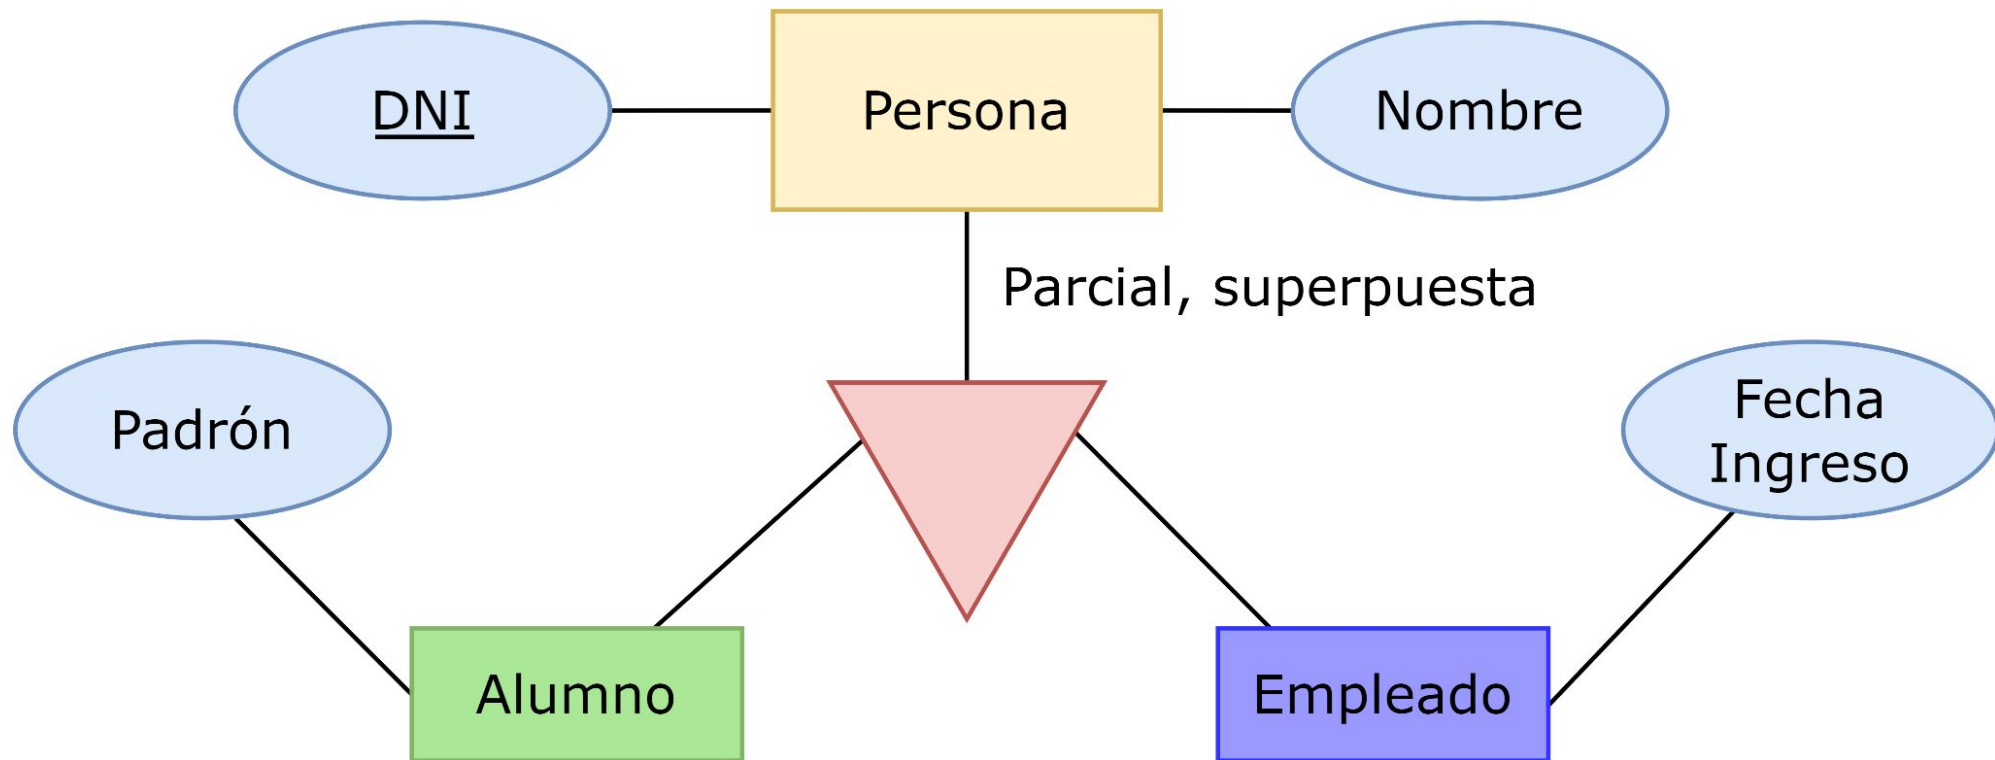 DNI
Persona
Nombre
Parcial, superpuesta
Padrón
Fecha
Ingreso
Alumno
Empleado